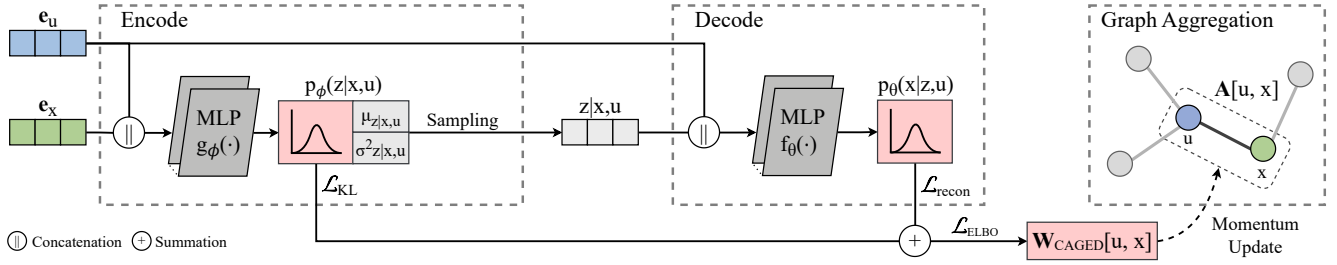 Encode
Decode
Graph Aggregation
e_u
e_x
||
MLP
g_ϕ(·)
p_ϕ(z|x,u)
μ_z|x,u
σ²z|x,u
Sampling
z|x,u
||
MLP
f_θ(·)
p_θ(x|z,u)
A[u, x]
u
x
ℒ_KL
ℒ_recon
+
ℒ_ELBO
W_CAGED[u, x]
Momentum
Update
|| Concatenation
+ Summation